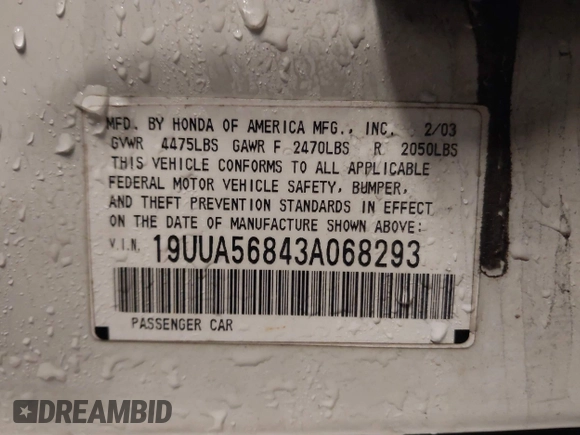 MFD. BY HONDA OF AMERICA MFG., INC. 2/03
GVWR 4475LBS GAWR F 2470LBS R 2050LBS
THIS VEHICLE CONFORMS TO ALL APPLICABLE
FEDERAL MOTOR VEHICLE SAFETY, BUMPER,
AND THEFT PREVENTION STANDARDS IN EFFECT
ON THE DATE OF MANUFACTURE SHOWN ABOVE:
V.I.N. 19UUA56843A068293
PASSENGER CAR
DREAMBID